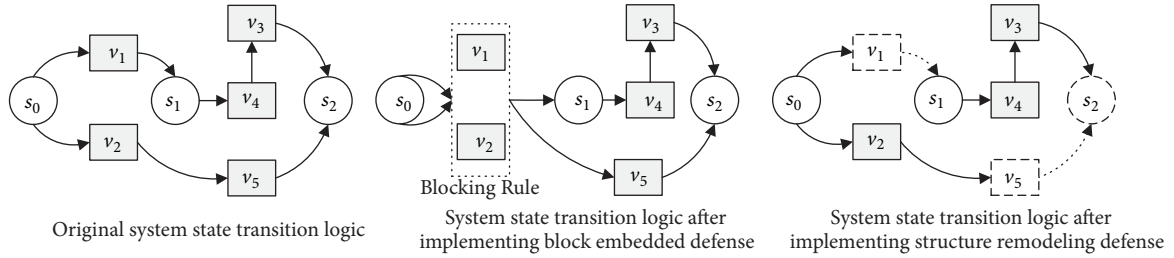 v₃
v₁
s₀
s₁
v₄
s₂
v₂
v₅
Original system state transition logic
v₁
v₃
s₀
s₁
v₄
s₂
v₂
v₅
Blocking Rule
System state transition logic after
implementing block embedded defense
v₃
v₁
s₀
s₁
v₄
s₂
v₂
v₅
System state transition logic after
implementing structure remodeling defense